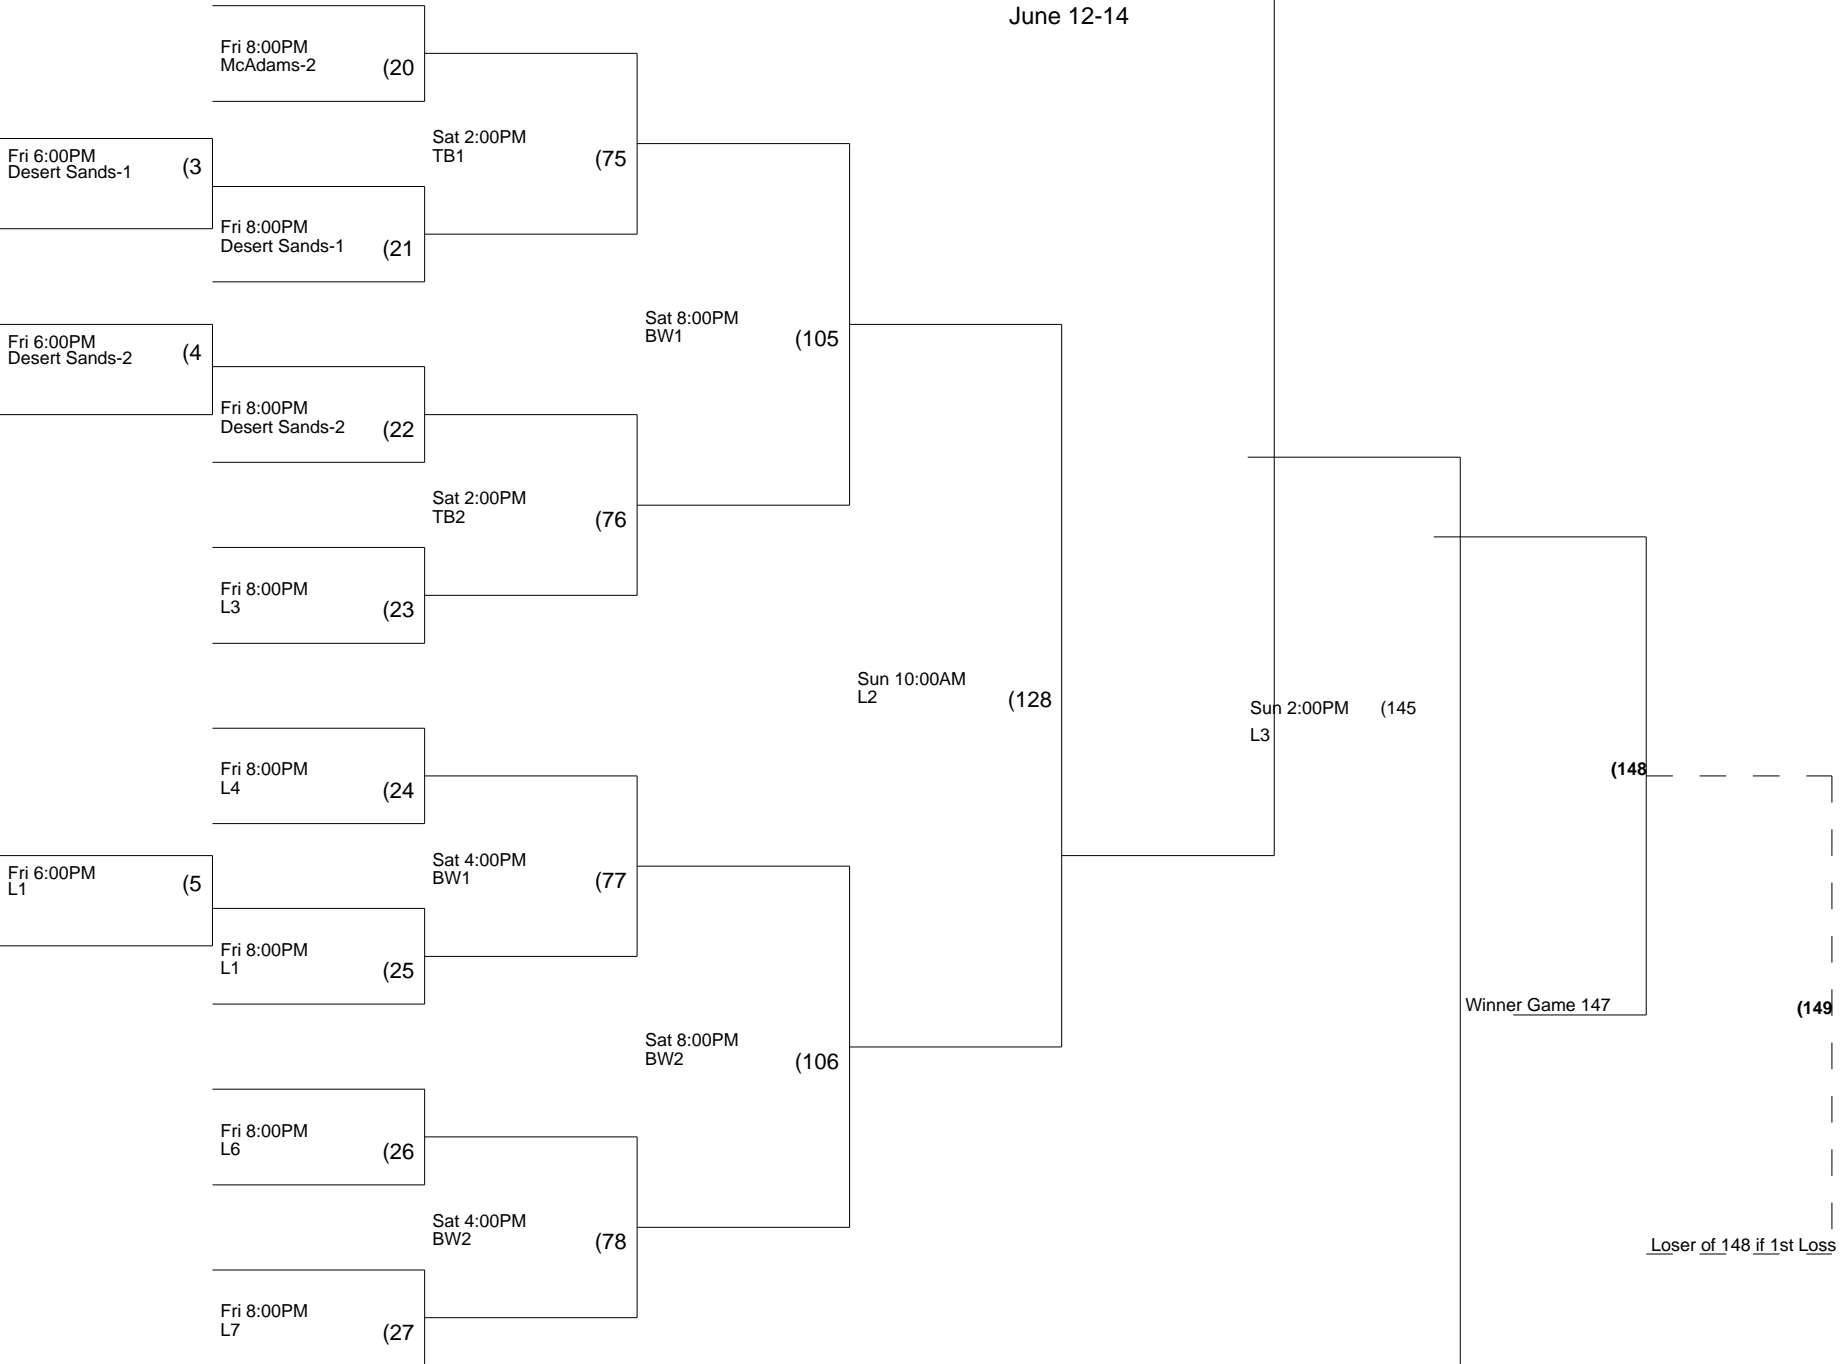 June 12-14
Fri 8:00PM
McAdams-2
(20
Sat 2:00PM
TB1
(75
Fri 6:00PM
Desert Sands-1
(3
Fri 8:00PM
Desert Sands-1
(21
Sat 8:00PM
BW1
(105
Fri 6:00PM
Desert Sands-2
(4
Fri 8:00PM
Desert Sands-2
(22
Sat 2:00PM
TB2
(76
Fri 8:00PM
L3
(23
Sun 10:00AM
L2
(128
Sun 2:00PM
(145
L3
Fri 8:00PM
L4
(24
(148
Sat 4:00PM
BW1
(77
Fri 6:00PM
L1
(5
Fri 8:00PM
L1
(25
Winner Game 147
(149
Sat 8:00PM
BW2
(106
Fri 8:00PM
L6
(26
Sat 4:00PM
BW2
(78
Loser of 148 if 1st Loss
Fri 8:00PM
L7
(27